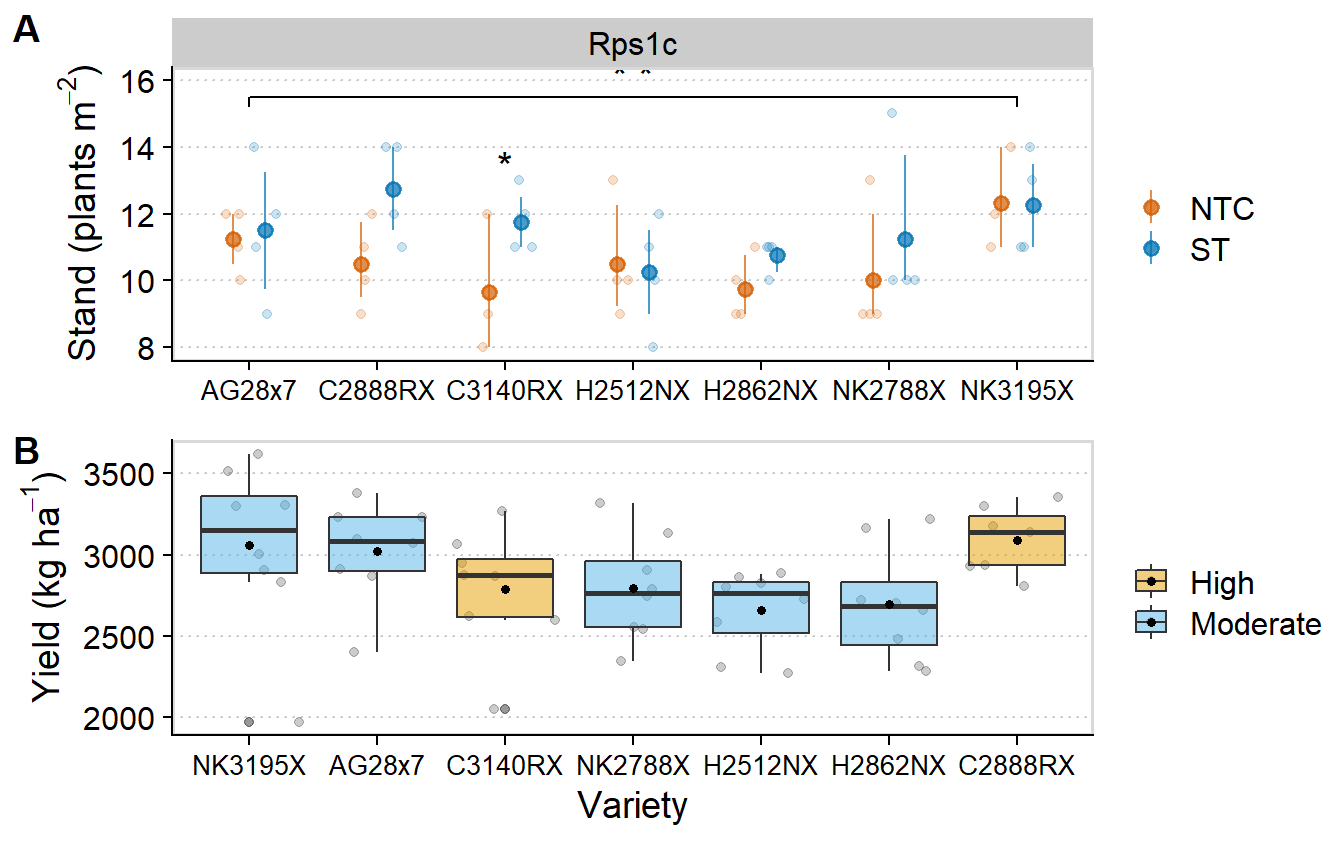 A
Rps1c
* *
Stand (plants m⁻²)
16
14
12
10
8
*
NTC
ST
AG28x7 C2888RX C3140RX H2512NX H2862NX NK2788X NK3195X
B
Yield (kg ha⁻¹)
3500
3000
2500
2000
High
Moderate
NK3195X AG28x7 C3140RX NK2788X H2512NX H2862NX C2888RX
Variety